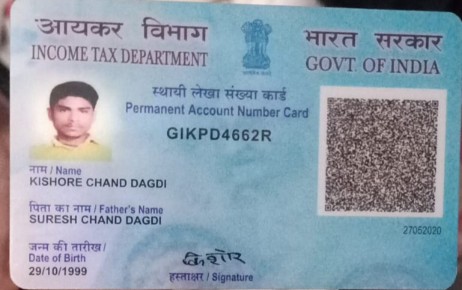 आयकर विभाग
INCOME TAX DEPARTMENT
भारत सरकार
GOVT. OF INDIA
स्थायी लेखा संख्या कार्ड
Permanent Account Number Card
GIKPD4662R
नाम / Name
KISHORE CHAND DAGDI
पिता का नाम / Father's Name
SURESH CHAND DAGDI
जन्म की तारीख /
Date of Birth
29/10/1999
किशोर
हस्ताक्षर / Signature
27052020